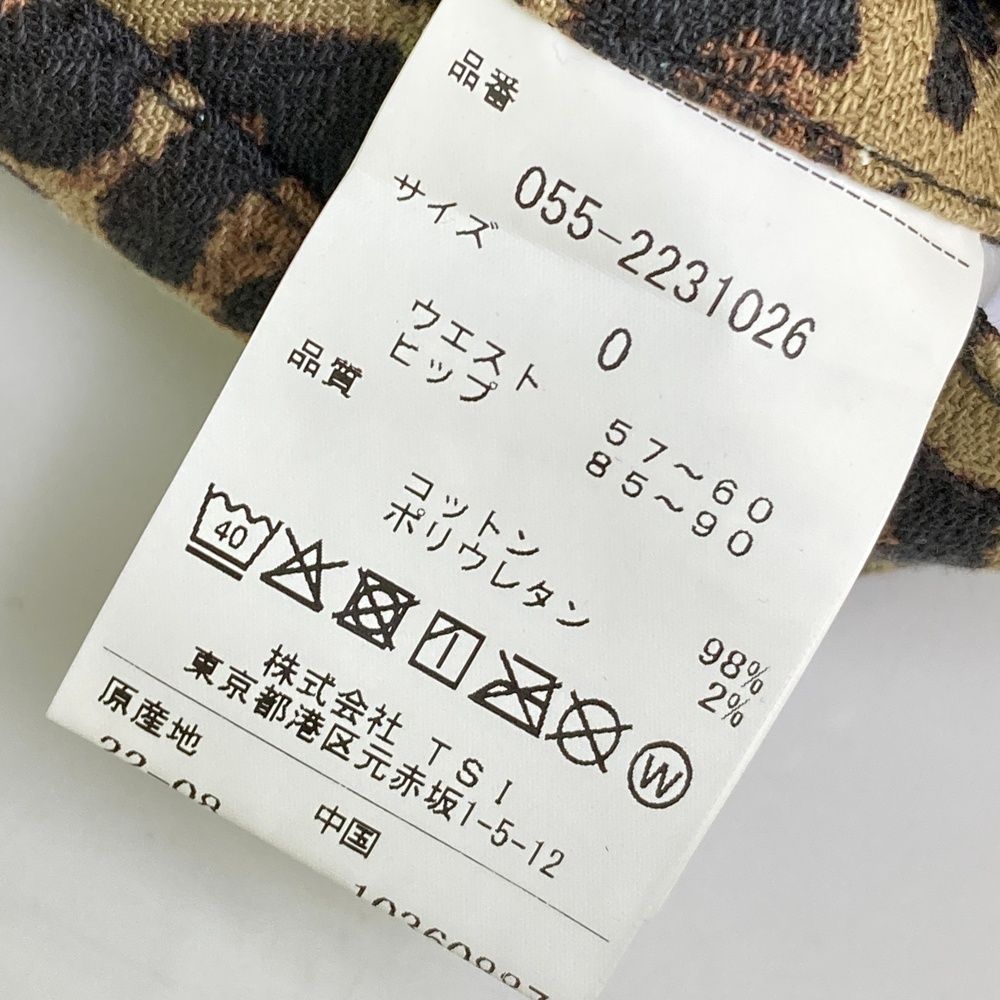 品番
055-2231026
サイズ
0
ウエスト 57～60
ヒップ 85～90
品質
コットン 98%
ポリウレタン 2%
40
W
株式会社 TSI
東京都港区元赤坂1-5-12
原産地 中国